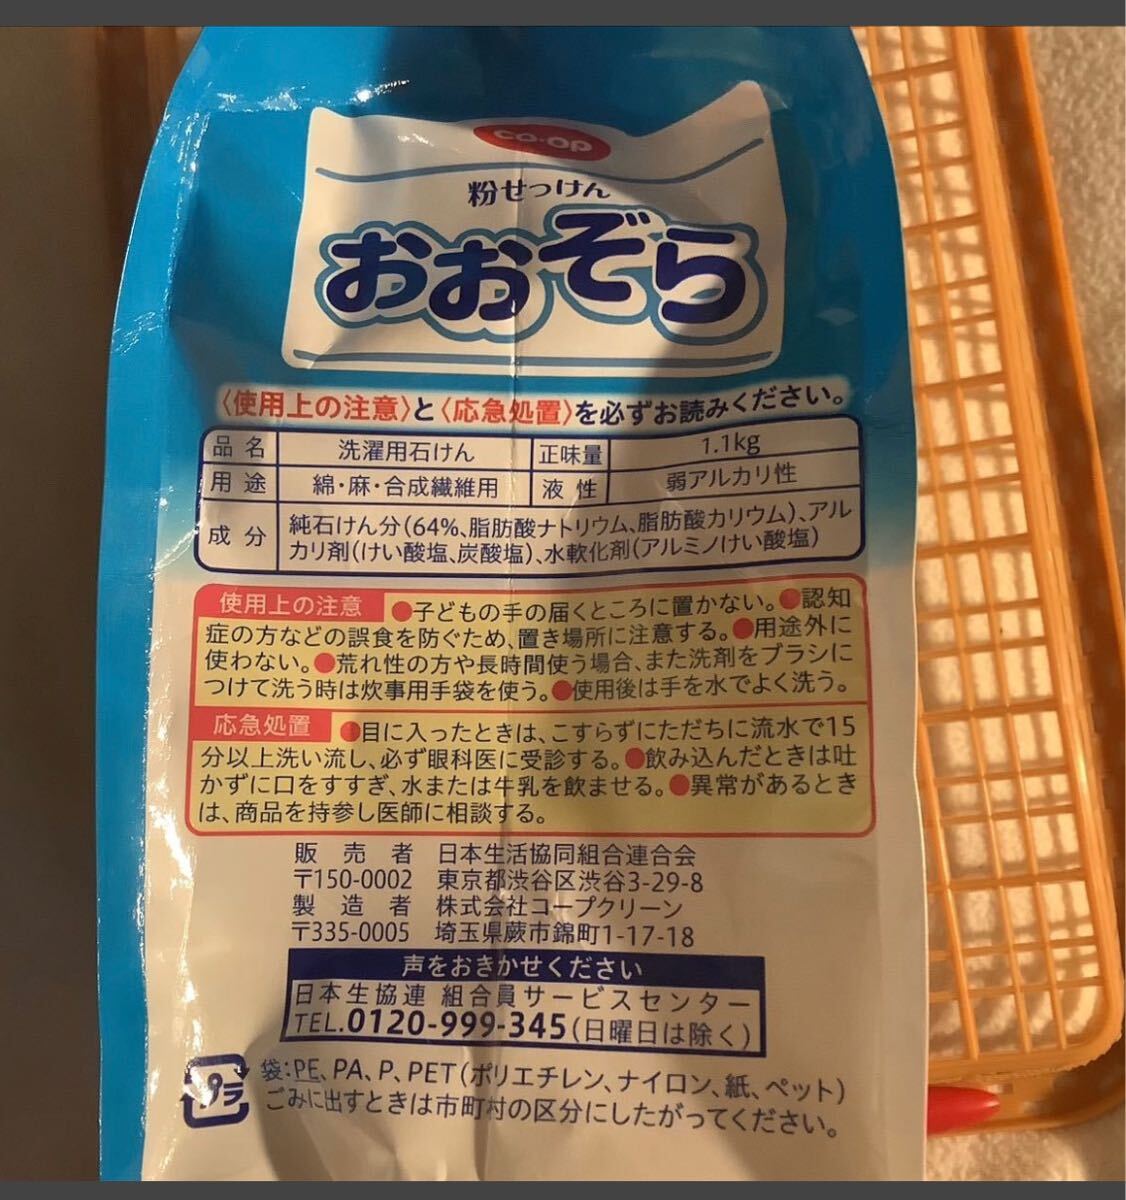 CO·OP
粉せっけん
おおぞら
〈使用上の注意〉と〈応急処置〉を必ずお読みください。
品名 洗濯用石けん 正味量 1.1kg
用途 綿・麻・合成繊維用 液性 弱アルカリ性
成分 純石けん分(64%、脂肪酸ナトリウム、脂肪酸カリウム)、アル
カリ剤(けい酸塩、炭酸塩)、水軟化剤(アルミノけい酸塩)
使用上の注意 ●子どもの手の届くところに置かない。●認知
症の方などの誤食を防ぐため、置き場所に注意する。●用途外に
使わない。●荒れ性の方や長時間使う場合、また洗剤をブラシに
つけて洗う時は炊事用手袋を使う。●使用後は手を水でよく洗う。
応急処置 ●目に入ったときは、こすらずにただちに流水で15
分以上洗い流し、必ず眼科医に受診する。●飲み込んだときは吐
かずに口をすすぎ、水または牛乳を飲ませる。●異常があるとき
は、商品を持参し医師に相談する。
販売者 日本生活協同組合連合会
〒150-0002 東京都渋谷区渋谷3-29-8
製造者 株式会社コープクリーン
〒335-0005 埼玉県蕨市錦町1-17-18
声をおきかせください
日本生協連 組合員サービスセンター
TEL.0120-999-345(日曜日は除く)
プラ 袋:PE、PA、P、PET(ポリエチレン、ナイロン、紙、ペット)
ごみに出すときは市町村の区分にしたがってください。